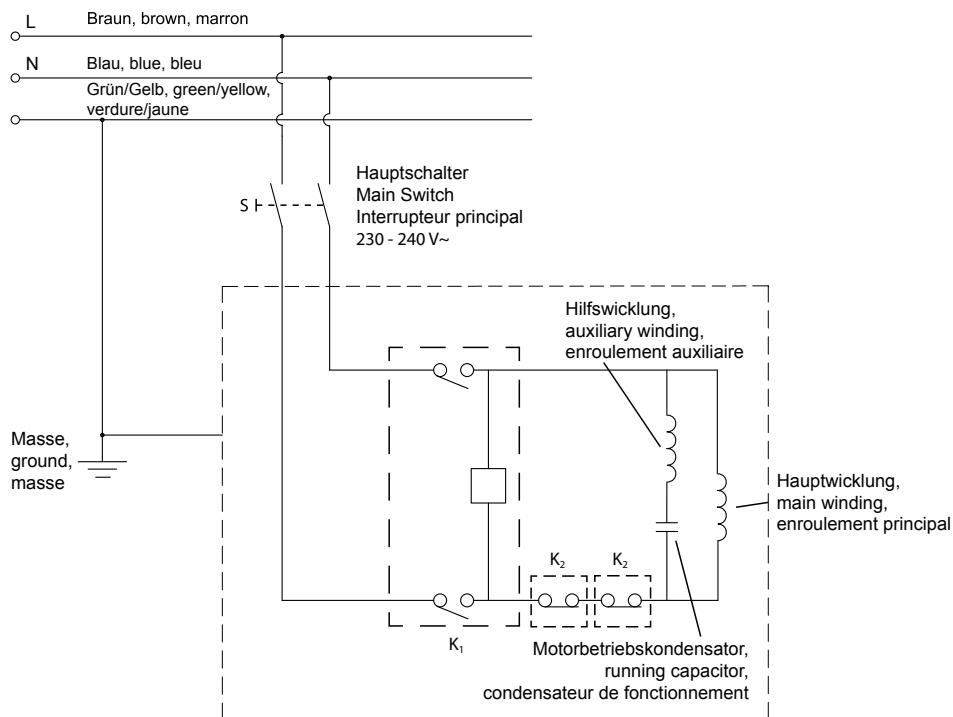 L
Braun, brown, marron
N
Blau, blue, bleu
Grün/Gelb, green/yellow,
verdure/jaune
Hauptschalter
Main Switch
Interrupteur principal
230 - 240 V~
S
Hilfswicklung,
auxiliary winding,
enroulement auxiliaire
Masse,
ground,
masse
Hauptwicklung,
main winding,
enroulement principal
K₂
K₂
K₁
Motorbetriebskondensator,
running capacitor,
condensateur de fonctionnement